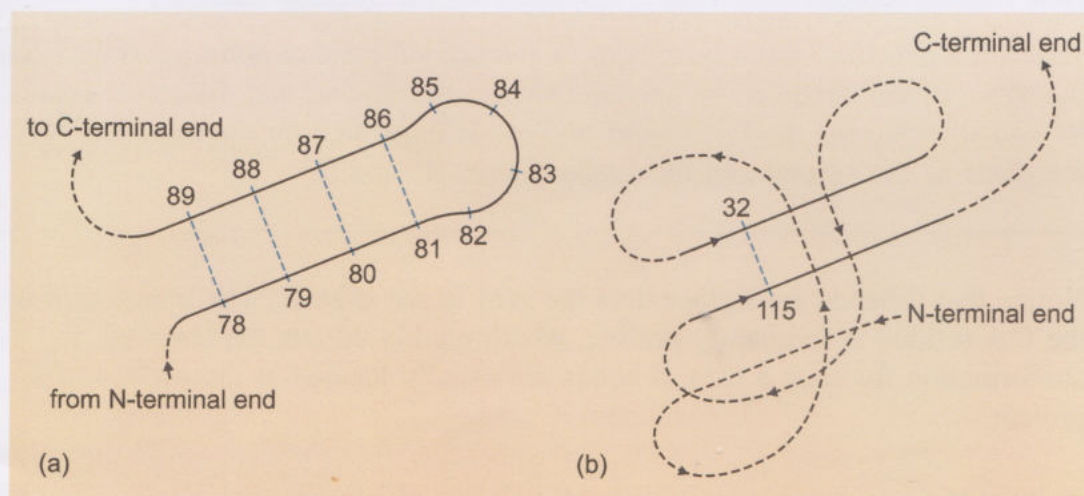 to C-terminal end
89
88
87
86
85
84
83
82
81
80
79
78
from N-terminal end
(a)
C-terminal end
32
115
N-terminal end
(b)